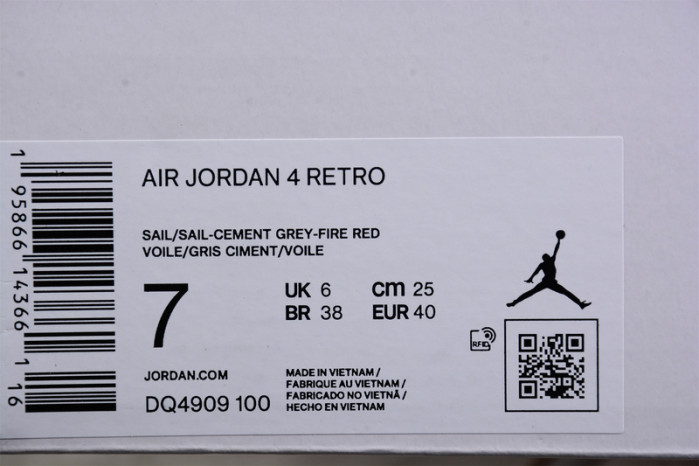 AIR JORDAN 4 RETRO
SAIL/SAIL-CEMENT GREY-FIRE RED
VOILE/GRIS CIMENT/VOILE
7
UK 6 cm 25
BR 38 EUR 40
RFID
JORDAN.COM
DQ4909 100
MADE IN VIETNAM /
FABRIQUE AU VIETNAM /
FABRICADO NO VIETNÃ /
HECHO EN VIETNAM
1 95866 14366 1 16